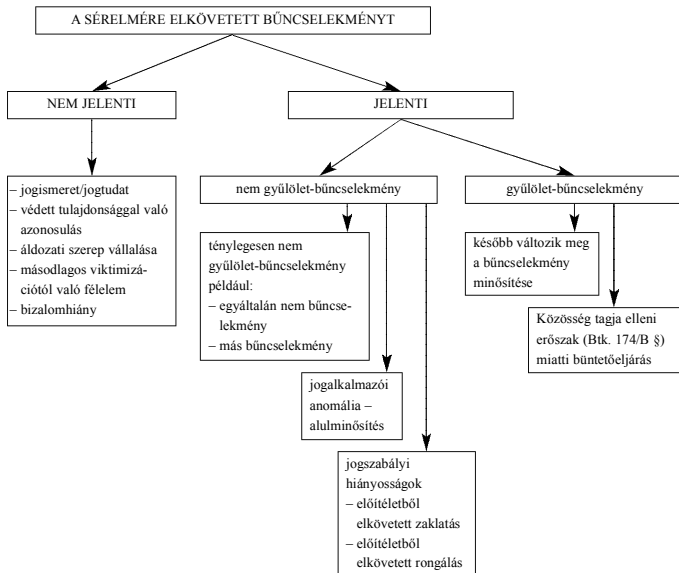 A SÉRELMÉRE ELKÖVETETT BŰNCSELEKMÉNYT
NEM JELENTI
JELENTI
– jogismeret/jogtudat
– védett tulajdonsággal való
azonosulás
– áldozati szerep vállalása
– másodlagos viktimizá-
ciótól való félelem
– bizalomhiány
nem gyűlölet-bűncselekmény
gyűlölet-bűncselekmény
ténylegesen nem
gyűlölet-bűncselekmény
például:
– egyáltalán nem bűncse-
lekmény
– más bűncselekmény
később változik meg
a bűncselekmény
minősítése
Közösség tagja elleni
erőszak (Btk. 174/B §)
miatti büntetőeljárás
jogalkalmazói
anomália –
alulminősítés
jogszabályi
hiányosságok
– előítéletből
elkövetett zaklatás
– előítéletből
elkövetett rongálás